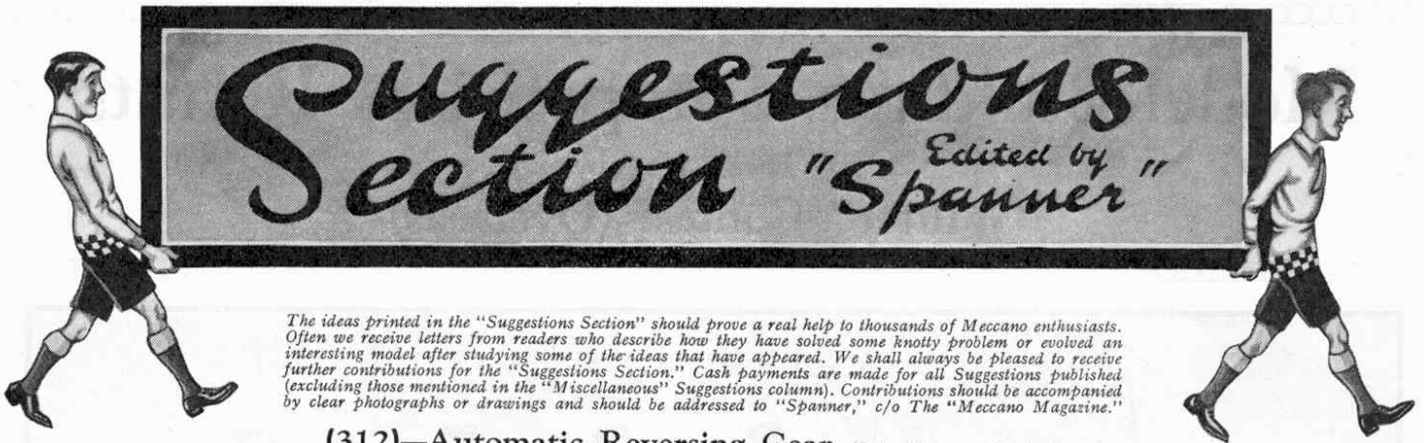 Suggestions
Section
Edited by
"Spanner"
The ideas printed in the "Suggestions Section" should prove a real help to thousands of Meccano enthusiasts.
Often we receive letters from readers who describe how they have solved some knotty problem or evolved an
interesting model after studying some of the ideas that have appeared. We shall always be pleased to receive
further contributions for the "Suggestions Section." Cash payments are made for all Suggestions published
(excluding those mentioned in the "Miscellaneous" Suggestions column). Contributions should be accompanied
by clear photographs or drawings and should be addressed to "Spanner," c/o The "Meccano Magazine."
(312)—Automatic Reversing Gear